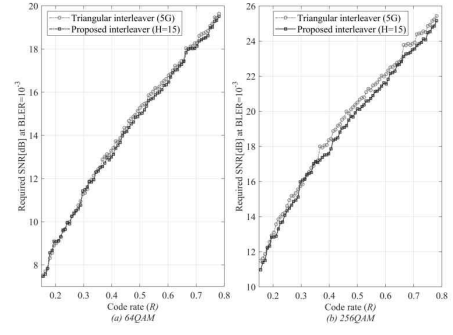 20
18
16
14
12
10
8
Required SNR[dB] at BLER=10⁻³
Triangular interleaver (5G)
Proposed interleaver (H=15)
0.2 0.3 0.4 0.5 0.6 0.7 0.8
Code rate (R)
(a) 64QAM
26
24
22
20
18
16
14
12
10
Required SNR[dB] at BLER=10⁻³
Triangular interleaver (5G)
Proposed interleaver (H=15)
0.2 0.3 0.4 0.5 0.6 0.7 0.8
Code rate (R)
(b) 256QAM